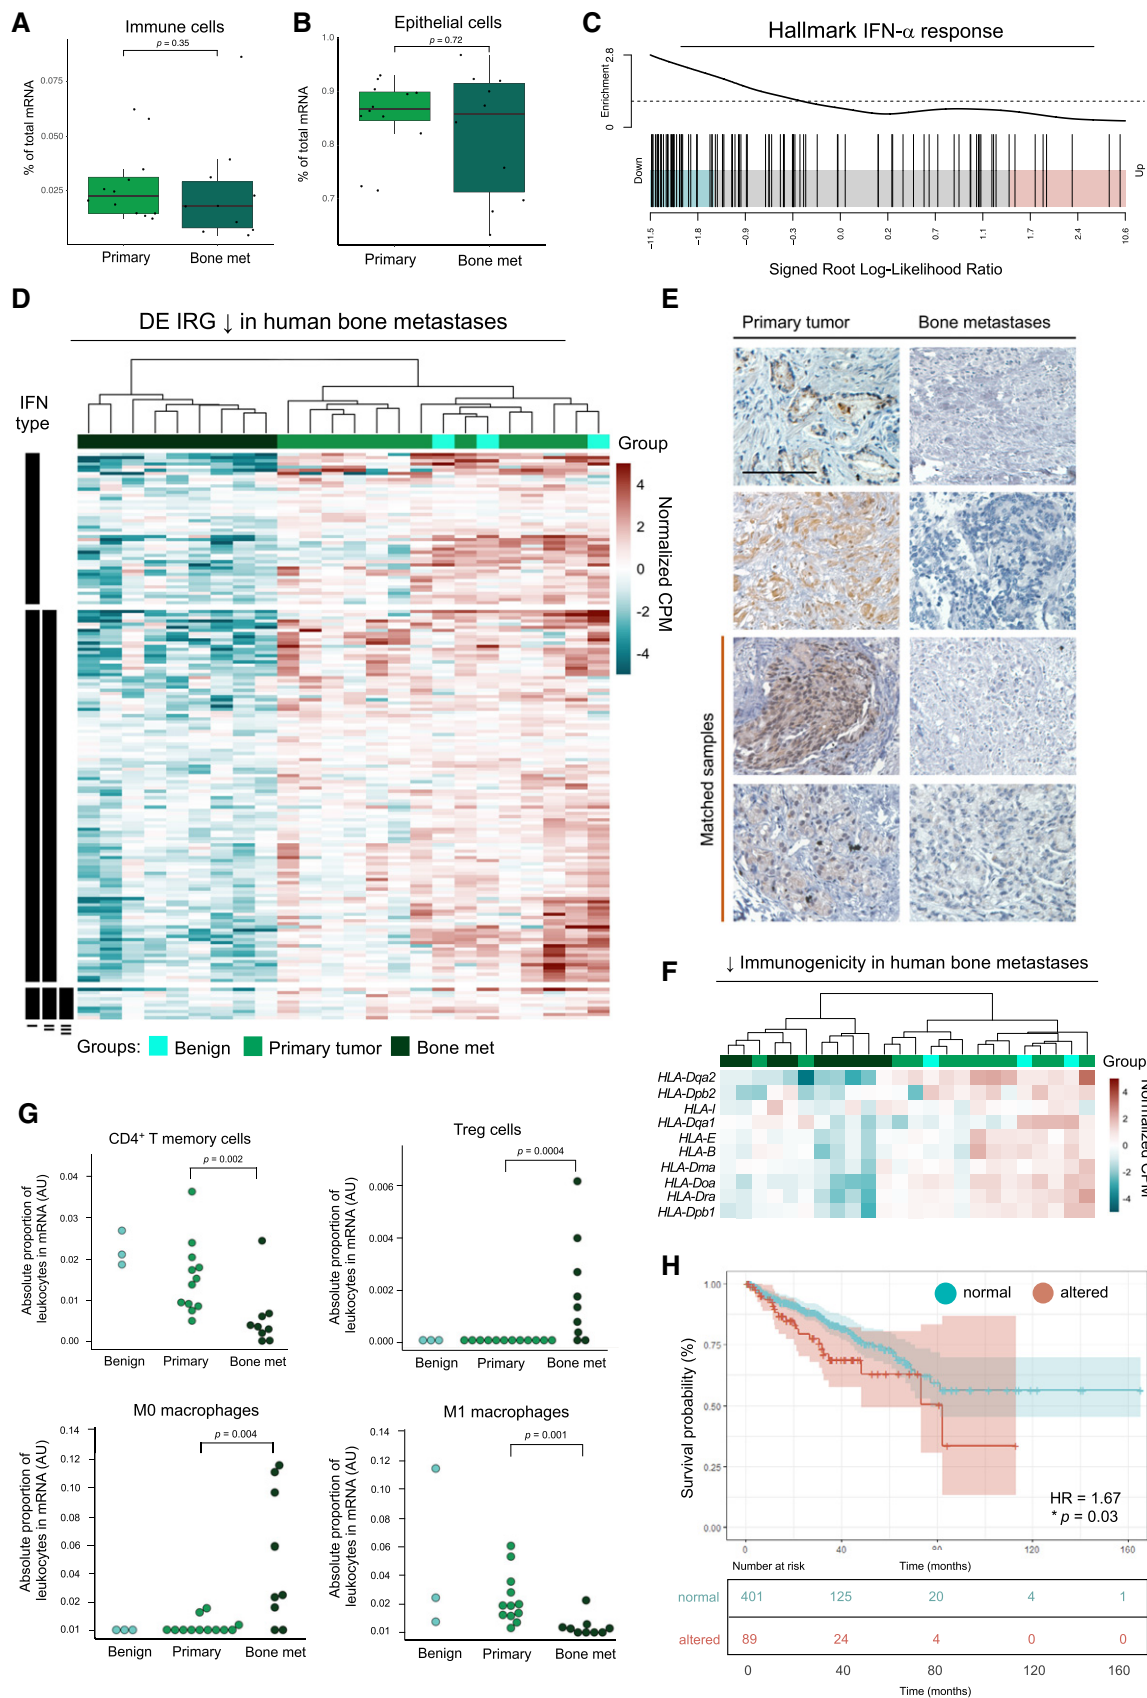 A
Immune cells
p = 0.35
% of total mRNA
0.075
0.050
0.025
Primary
Bone met
B
Epithelial cells
p = 0.72
% of total mRNA
1.0
0.9
0.8
0.7
Primary
Bone met
C
Hallmark IFN-α response
Enrichment
2.8
0
Down
Up
-11.5
-1.8
-0.9
-0.3
0.0
0.2
0.7
1.1
1.7
2.4
10.6
Signed Root Log-Likelihood Ratio
D
DE IRG ↓ in human bone metastases
IFN
type
Group
4
2
0
-2
-4
Normalized CPM
I
II
III
Groups: Benign Primary tumor Bone met
E
Primary tumor
Bone metastases
Matched samples
F
↓ Immunogenicity in human bone metastases
Group
HLA-Dqa2
HLA-Dpb2
HLA-I
HLA-Dqa1
HLA-E
HLA-B
HLA-Dma
HLA-Doa
HLA-Dra
HLA-Dpb1
4
2
0
-2
-4
Normalized CPM
G
CD4+ T memory cells
p = 0.002
Absolute proportion of
leukocytes in mRNA (AU)
0.04
0.03
0.02
0.01
0.00
Benign
Primary
Bone met
Treg cells
p = 0.0004
Absolute proportion of
leukocytes in mRNA (AU)
0.006
0.002
0.002
0.000
Benign
Primary
Bone met
M0 macrophages
p = 0.004
Absolute proportion of
leukocytes in mRNA (AU)
0.14
0.12
0.10
0.06
0.04
0.02
0.01
Benign
Primary
Bone met
M1 macrophages
p = 0.001
Absolute proportion of
leukocytes in mRNA (AU)
0.14
0.12
0.10
0.06
0.04
0.02
0.01
Benign
Primary
Bone met
H
normal
altered
Survival probability (%)
1.00
0.75
0.50
0.25
0.00
HR = 1.67
* p = 0.03
0
40
80
120
160
Number at risk
Time (months)
normal 401 125 20 4 1
altered 89 24 4 0 0
0 40 80 120 160
Time (months)